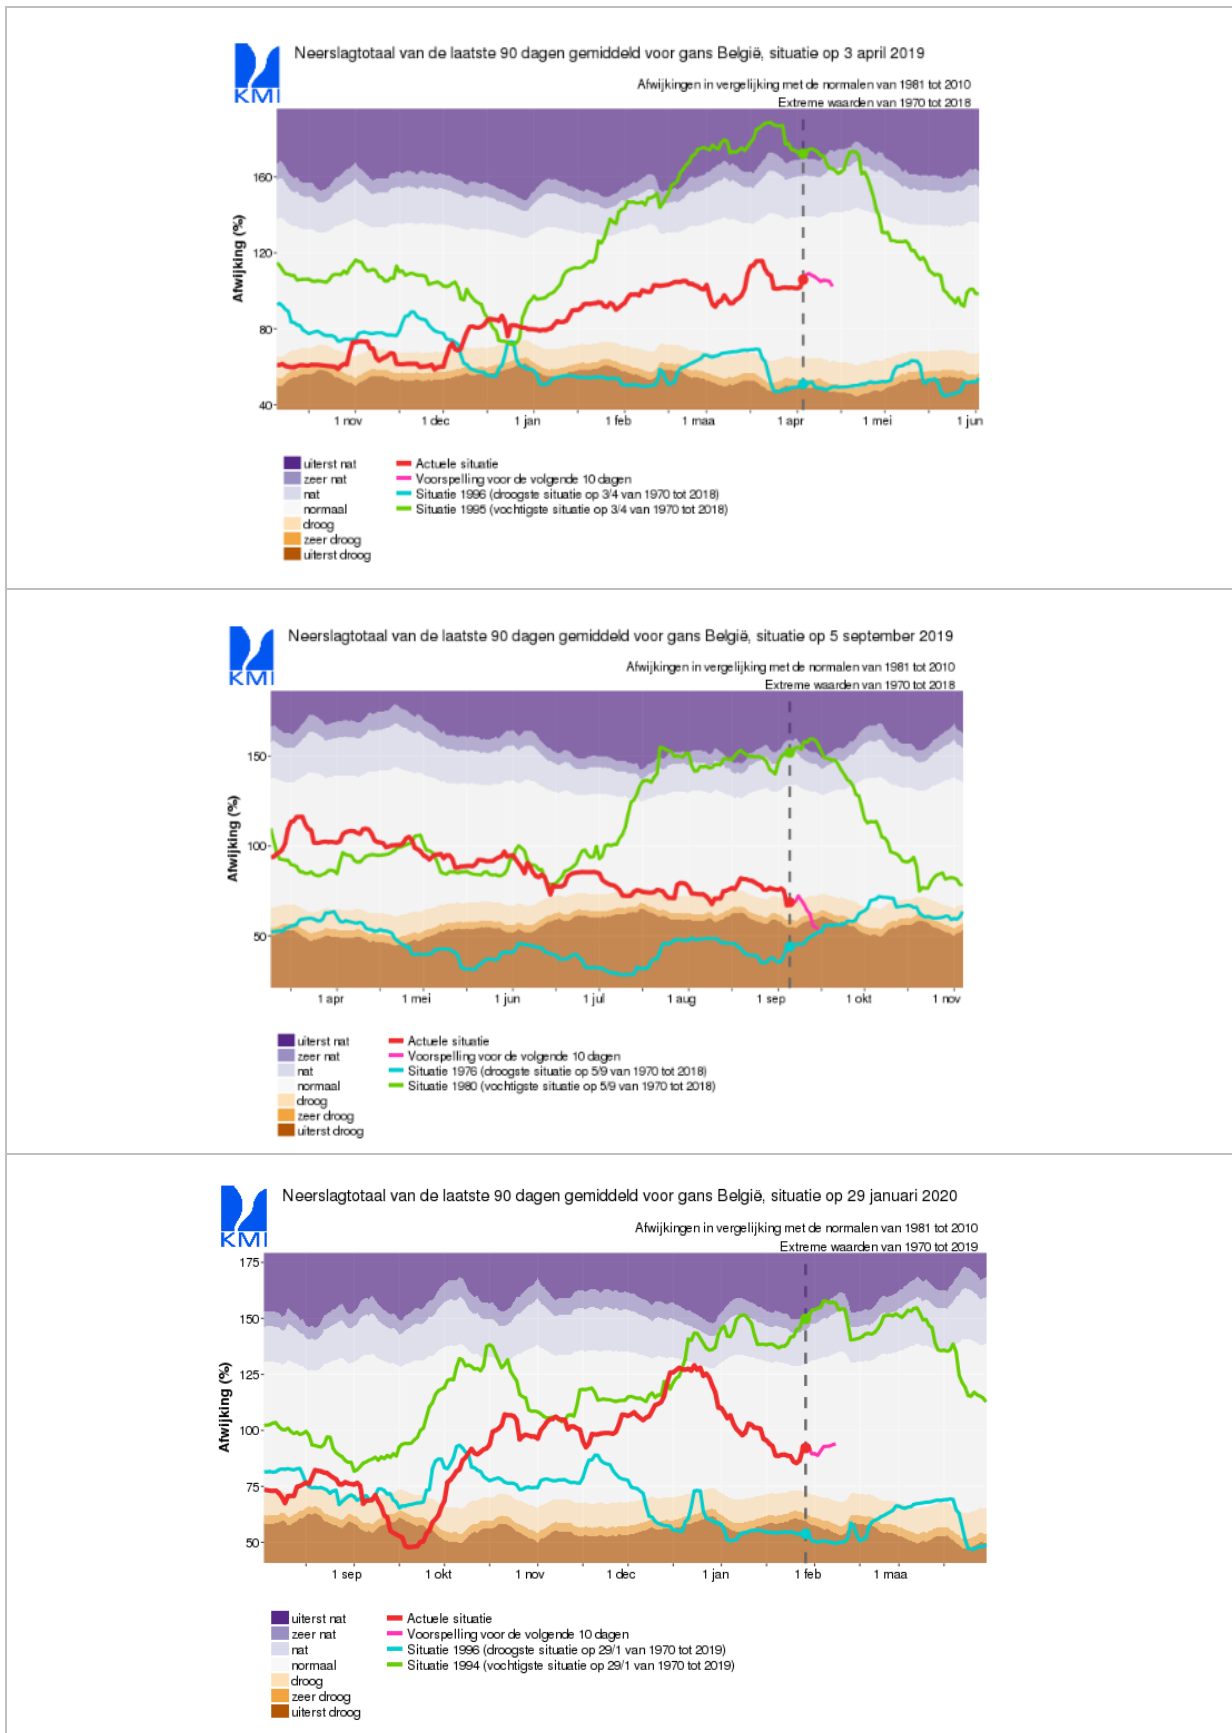 KMI
Neerslagtotaal van de laatste 90 dagen gemiddeld voor gans België, situatie op 3 april 2019
Afwijkingen in vergelijking met de normalen van 1981 tot 2010
Extreme waarden van 1970 tot 2018
Afwijking (%)
160
120
80
40
1 nov 1 dec 1 jan 1 feb 1 maa 1 apr 1 mei 1 jun
uiterst nat
zeer nat
nat
normaal
droog
zeer droog
uiterst droog
Actuele situatie
Voorspelling voor de volgende 10 dagen
Situatie 1996 (droogste situatie op 3/4 van 1970 tot 2018)
Situatie 1995 (vochtigste situatie op 3/4 van 1970 tot 2018)
KMI
Neerslagtotaal van de laatste 90 dagen gemiddeld voor gans België, situatie op 5 september 2019
Afwijkingen in vergelijking met de normalen van 1981 tot 2010
Extreme waarden van 1970 tot 2018
Afwijking (%)
150
100
50
1 apr 1 mei 1 jun 1 jul 1 aug 1 sep 1 okt 1 nov
uiterst nat
zeer nat
nat
normaal
droog
zeer droog
uiterst droog
Actuele situatie
Voorspelling voor de volgende 10 dagen
Situatie 1976 (droogste situatie op 5/9 van 1970 tot 2018)
Situatie 1980 (vochtigste situatie op 5/9 van 1970 tot 2018)
KMI
Neerslagtotaal van de laatste 90 dagen gemiddeld voor gans België, situatie op 29 januari 2020
Afwijkingen in vergelijking met de normalen van 1981 tot 2010
Extreme waarden van 1970 tot 2019
Afwijking (%)
175
150
125
100
75
50
1 sep 1 okt 1 nov 1 dec 1 jan 1 feb 1 maa
uiterst nat
zeer nat
nat
normaal
droog
zeer droog
uiterst droog
Actuele situatie
Voorspelling voor de volgende 10 dagen
Situatie 1996 (droogste situatie op 29/1 van 1970 tot 2019)
Situatie 1994 (vochtigste situatie op 29/1 van 1970 tot 2019)